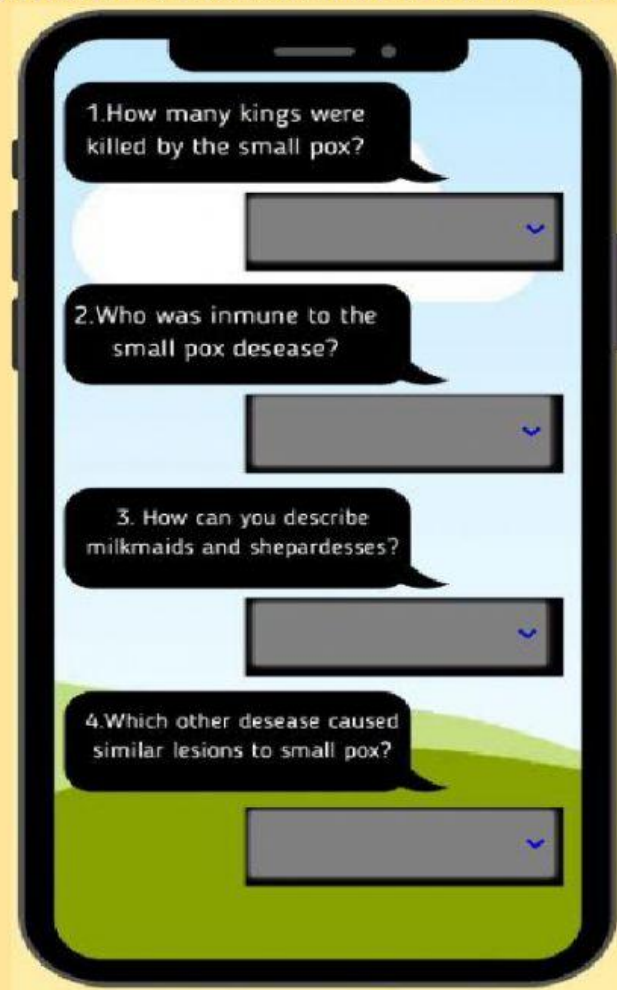 1.How many kings were
killed by the small pox?
2.Who was inmune to the
small pox desease?
3. How can you describe
milkmaids and shepardesses?
4.Which other desease caused
similar lesions to small pox?